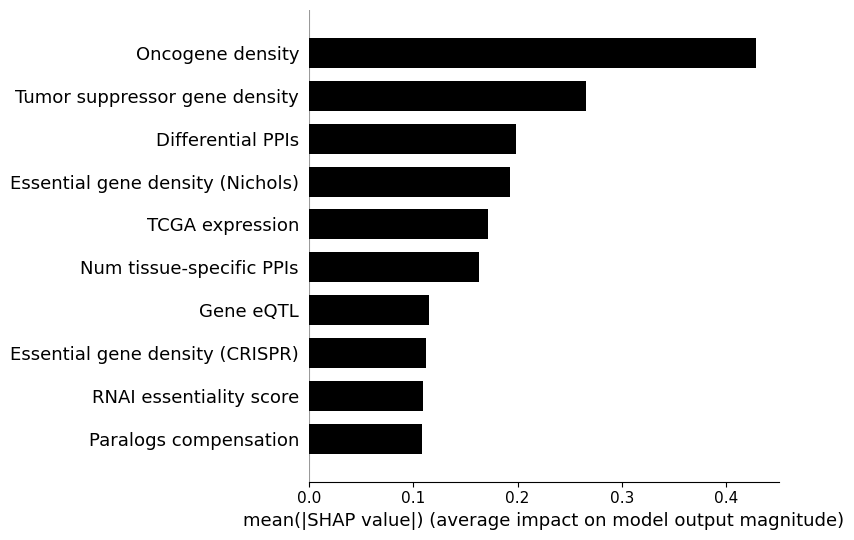 Oncogene density
Tumor suppressor gene density
Differential PPIs
Essential gene density (Nichols)
TCGA expression
Num tissue-specific PPIs
Gene eQTL
Essential gene density (CRISPR)
RNAI essentiality score
Paralogs compensation
0.0 0.1 0.2 0.3 0.4
mean(|SHAP value|) (average impact on model output magnitude)